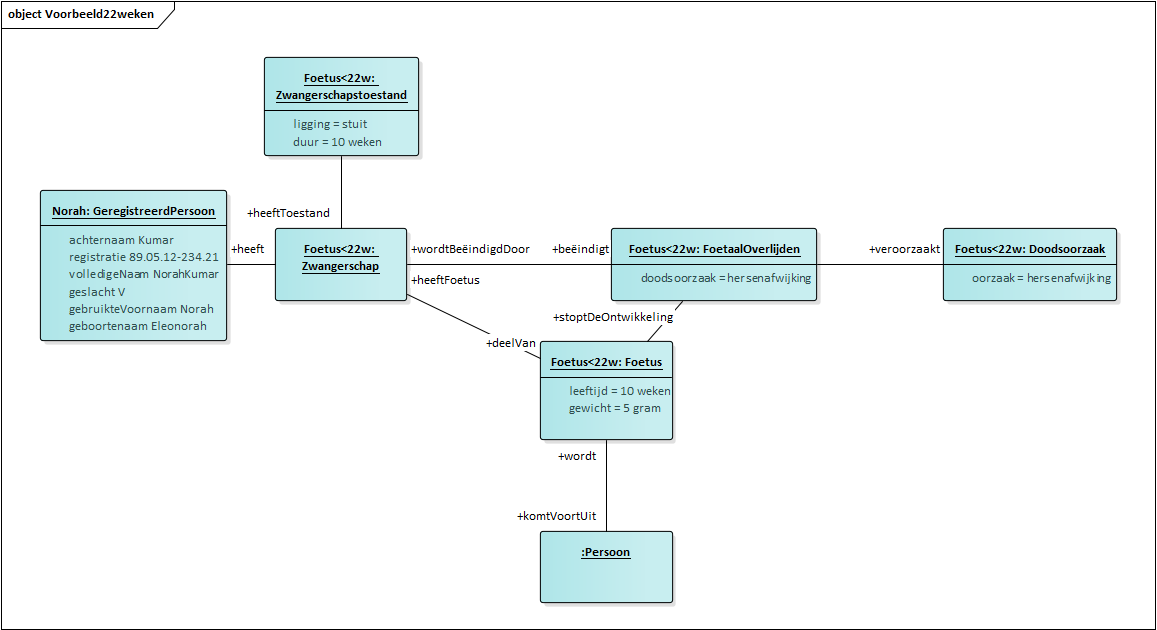 object Voorbeeld22weken
Foetus<22w:
Zwangerschapstoestand
ligging = stuit
duur = 10 weken
+heeftToestand
Norah: GeregistreerdPersoon
achternaam Kumar
registratie 89.05.12-234.21
volledigeNaam NorahKumar
geslacht V
gebruikteVoornaam Norah
geboortenaam Eleonorah
+heeft
Foetus<22w:
Zwangerschap
+wordtBeëindigdDoor
+heeftFoetus
+beëindigt
Foetus<22w: FoetaalOverlijden
doodsoorzaak =hersenafwijking
+veroorzaakt
Foetus<22w: Doodsoorzaak
oorzaak = hersenafwijking
+stoptDeOntwikkeling
+deelVan
Foetus<22w: Foetus
leeftijd = 10 weken
gewicht = 5 gram
+wordt
+komtVoortUit
:Persoon